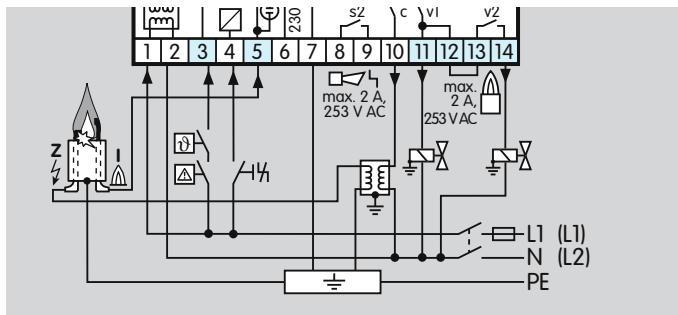 s2 c v1 v2
230
1 2 3 4 5 6 7 8 9 10 11 12 13 14
max. 2 A,
253 V AC
max.
2 A,
253 V AC
Z I
ϑ
L1 (L1)
N (L2)
PE